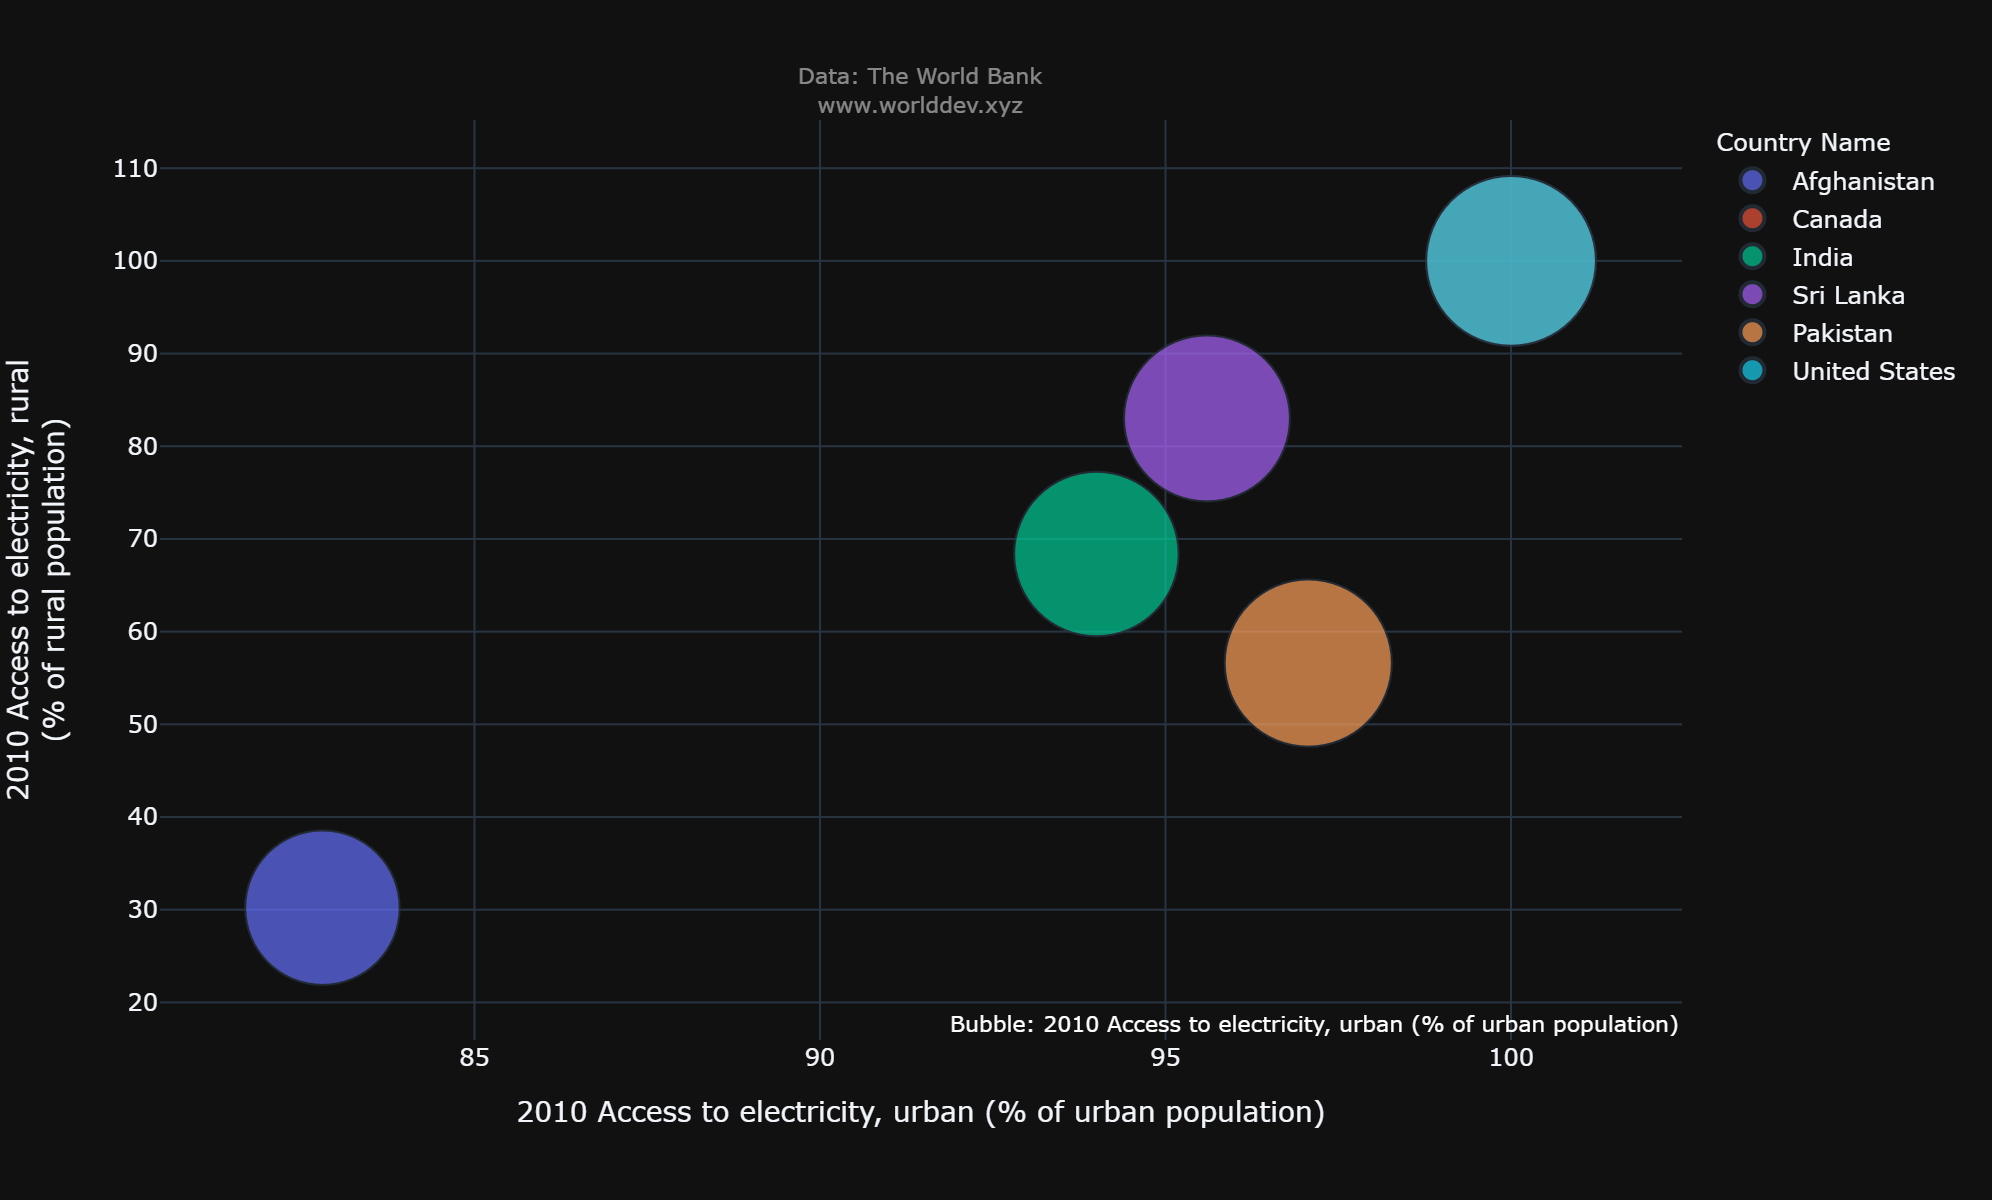 Data: The World Bank
www.worlddev.xyz
110
100
90
80
70
60
50
40
30
20
2010 Access to electricity, rural
(% of rural population)
85
90
95
100
2010 Access to electricity, urban (% of urban population)
Bubble: 2010 Access to electricity, urban (% of urban population)
Country Name
Afghanistan
Canada
India
Sri Lanka
Pakistan
United States